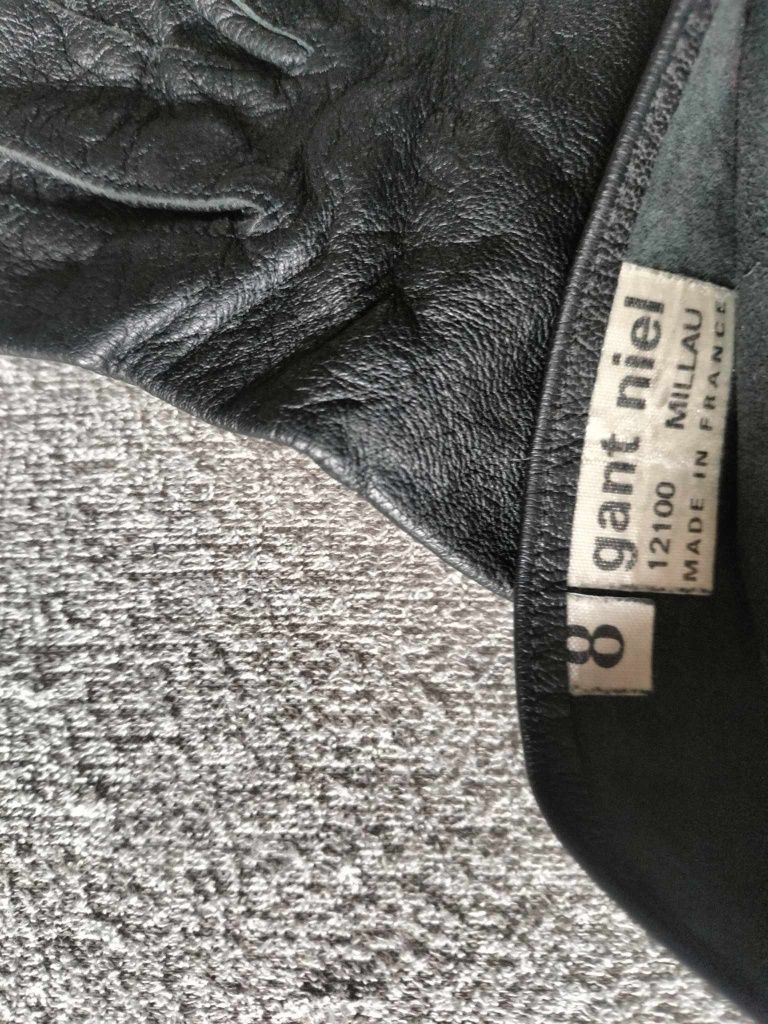 gant niel
12100 MILLAU
MADE IN FRANCE
8